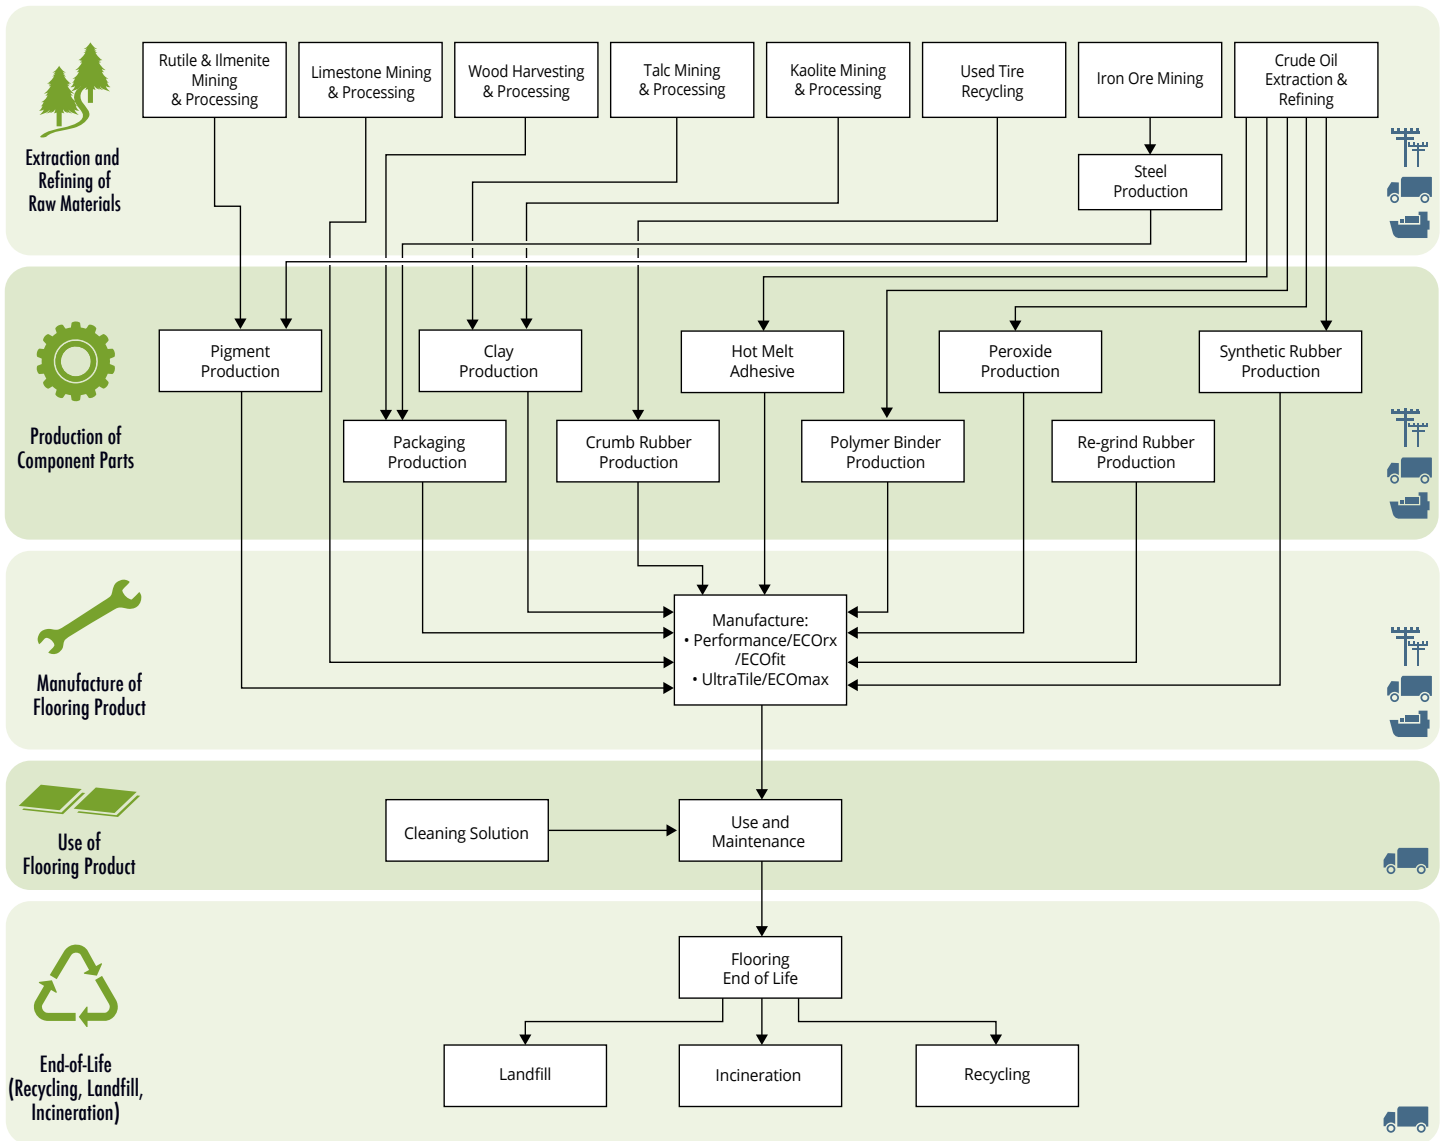 Rutile & Ilmenite
Mining
& Processing
Limestone Mining
& Processing
Wood Harvesting
& Processing
Talc Mining
& Processing
Kaolite Mining
& Processing
Used Tire
Recycling
Iron Ore Mining
Crude Oil
Extraction &
Refining
Steel
Production
Extraction and
Refining of
Raw Materials
Pigment
Production
Clay
Production
Hot Melt
Adhesive
Peroxide
Production
Synthetic Rubber
Production
Production of
Component Parts
Packaging
Production
Crumb Rubber
Production
Polymer Binder
Production
Re-grind Rubber
Production
Manufacture of
Flooring Product
Manufacture:
• Performance/ECOrx
/ECOfit
• UltraTile/ECOmax
Use of
Flooring Product
Cleaning Solution
Use and
Maintenance
End-of-Life
(Recycling, Landfill,
Incineration)
Flooring
End of Life
Landfill
Incineration
Recycling